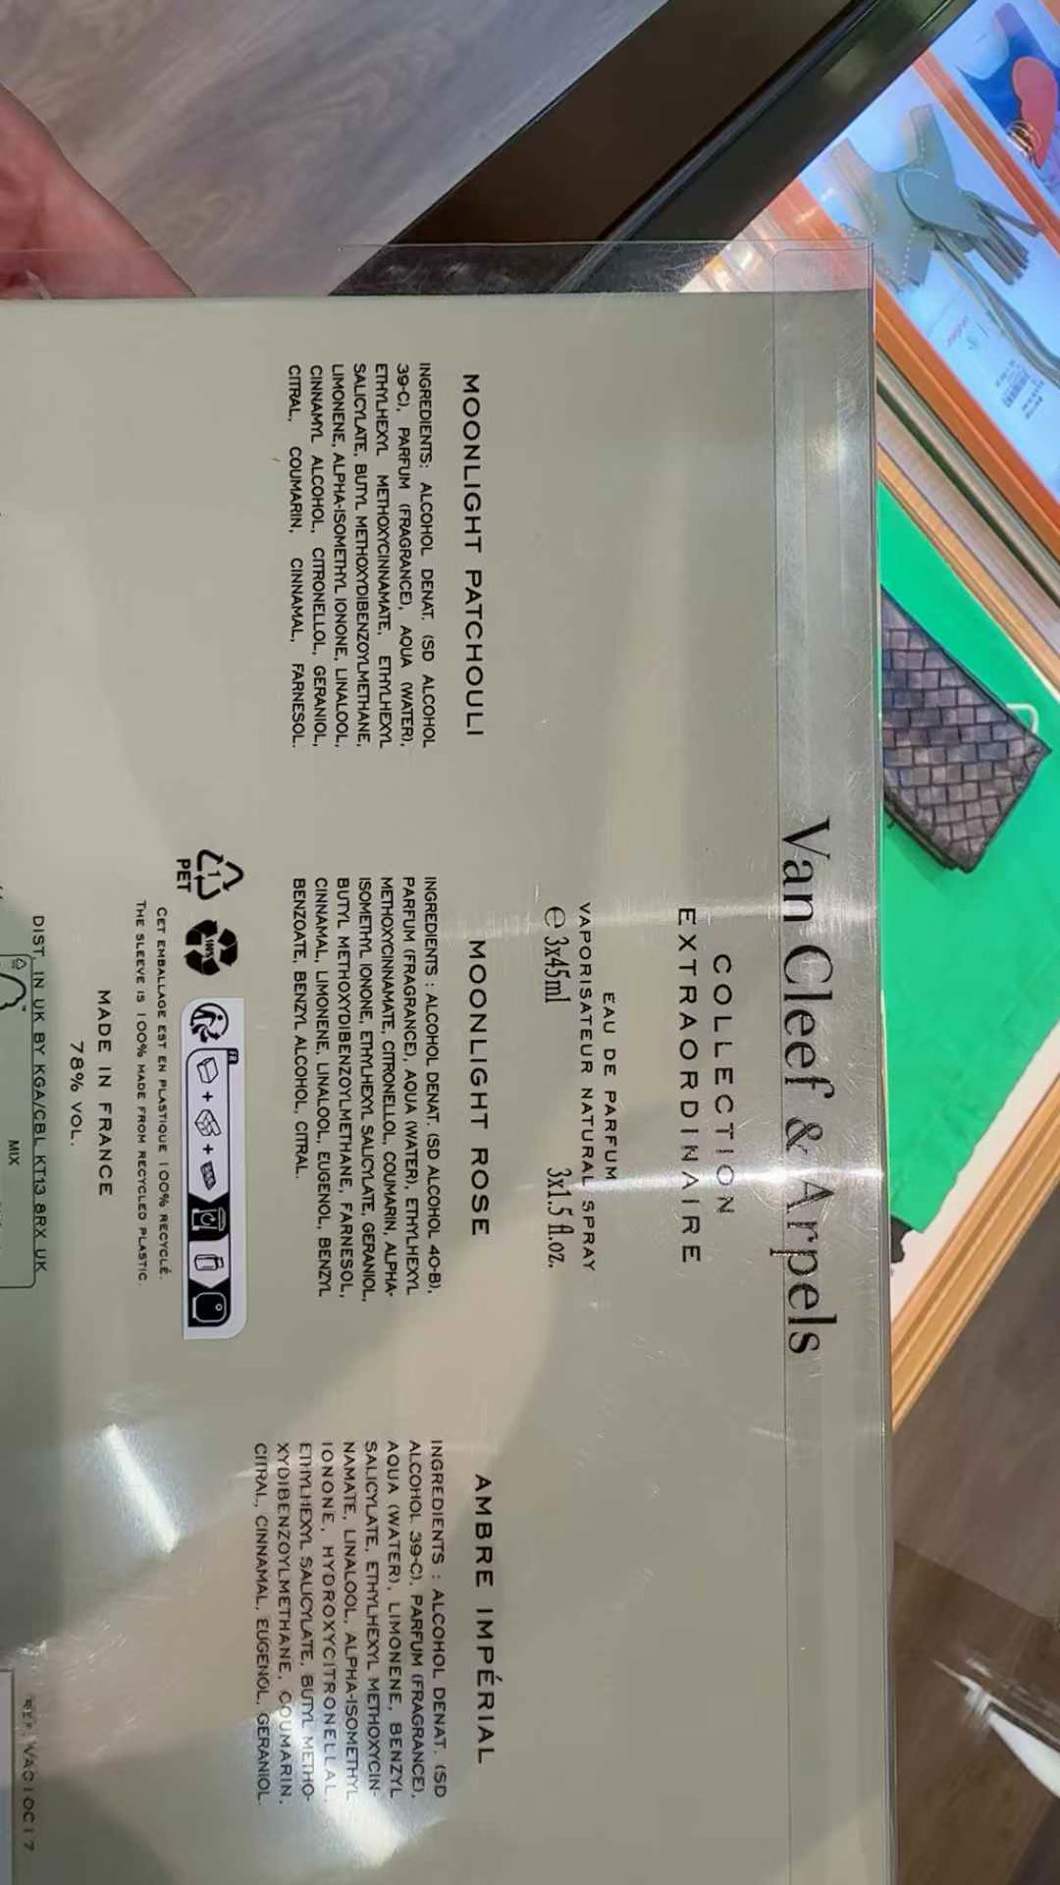 Van Cleef & Arpels
COLLECTION
EXTRAORDINAIRE
EAU DE PARFUM
VAPORISATEUR NATURAL SPRAY
℮ 3x45ml 3x1.5 fl.oz.
MOONLIGHT PATCHOULI
INGREDIENTS: ALCOHOL DENAT. (SD ALCOHOL
39-C), PARFUM (FRAGRANCE), AQUA (WATER),
ETHYLHEXYL METHOXYCINNAMATE, ETHYLHEXYL
SALICYLATE, BUTYL METHOXYDIBENZOYLMETHANE,
LIMONENE, ALPHA-ISOMETHYL IONONE, LINALOOL,
CINNAMYL ALCOHOL, CITRONELLOL, GERANIOL,
CITRAL, COUMARIN, CINNAMAL, FARNESOL.
MOONLIGHT ROSE
INGREDIENTS : ALCOHOL DENAT. (SD ALCOHOL 40-B),
PARFUM (FRAGRANCE), AQUA (WATER), ETHYLHEXYL
METHOXYCINNAMATE, CITRONELLOL, COUMARIN, ALPHA-
ISOMETHYL IONONE, ETHYLHEXYL SALICYLATE, GERANIOL,
BUTYL METHOXYDIBENZOYLMETHANE, FARNESOL,
CINNAMAL, LIMONENE, LINALOOL, EUGENOL, BENZYL
BENZOATE, BENZYL ALCOHOL, CITRAL.
AMBRE IMPÉRIAL
INGREDIENTS : ALCOHOL DENAT. (SD
ALCOHOL 39-C), PARFUM (FRAGRANCE),
AQUA (WATER), LIMONENE, BENZYL
SALICYLATE, ETHYLHEXYL METHOXYCIN-
NAMATE, LINALOOL, ALPHA-ISOMETHYL
IONONE, HYDROXYCITRONELLAL,
ETHYLHEXYL SALICYLATE, BUTYL METHO-
XYDIBENZOYLMETHANE, COUMARIN,
CITRAL, CINNAMAL, EUGENOL, GERANIOL.
1
PET
100%
FR
CET EMBALLAGE EST EN PLASTIQUE 100% RECYCLÉ.
THE SLEEVE IS 100% MADE FROM RECYCLED PLASTIC.
MADE IN FRANCE
78% VOL.
DIST. IN UK BY KGA/CBL KT13 8RX UK
MIX
REF. VAC10C17